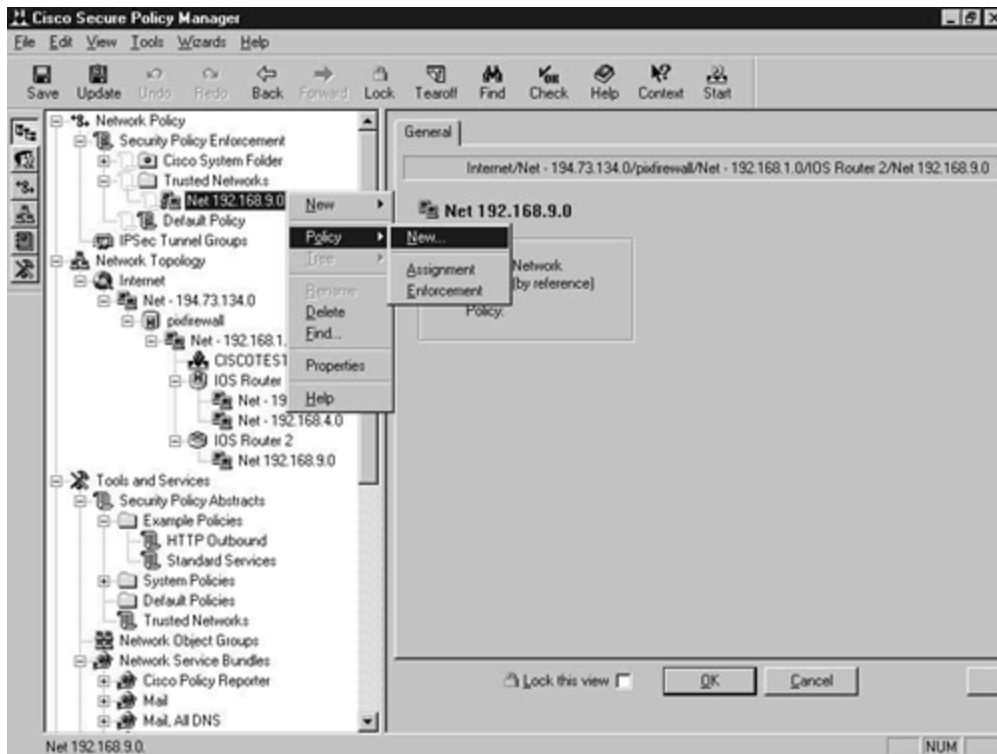 Cisco Secure Policy Manager
File Edit View Tools Wizards Help
Save Update Undo Redo Back Forward Lock Tearoff Find Check Help Context Start
Network Policy
Security Policy Enforcement
Cisco System Folder
Trusted Networks
Net 192.168.9.0
Default Policy
IPSec Tunnel Groups
Network Topology
Internet
Net - 194.73.134.0
pixfirewall
Net - 192.168.1.
CISCOTEST
IOS Router
Net - 19
Net - 192.168.4.0
IOS Router 2
Net 192.168.9.0
Tools and Services
Security Policy Abstracts
Example Policies
HTTP Outbound
Standard Services
System Policies
Default Policies
Trusted Networks
Network Object Groups
Network Service Bundles
Cisco Policy Reporter
Mail
Mail, All DNS
New
Policy
Tree
Rename
Delete
Find...
Properties
Help
New...
Assignment
Enforcement
General
Internet/Net - 194.73.134.0/pixfirewall/Net - 192.168.1.0/IOS Router 2/Net 192.168.9.0
Net 192.168.9.0
Network
(by reference)
Policy:
Lock this view
OK
Cancel
Net 192.168.9.0.
NUM